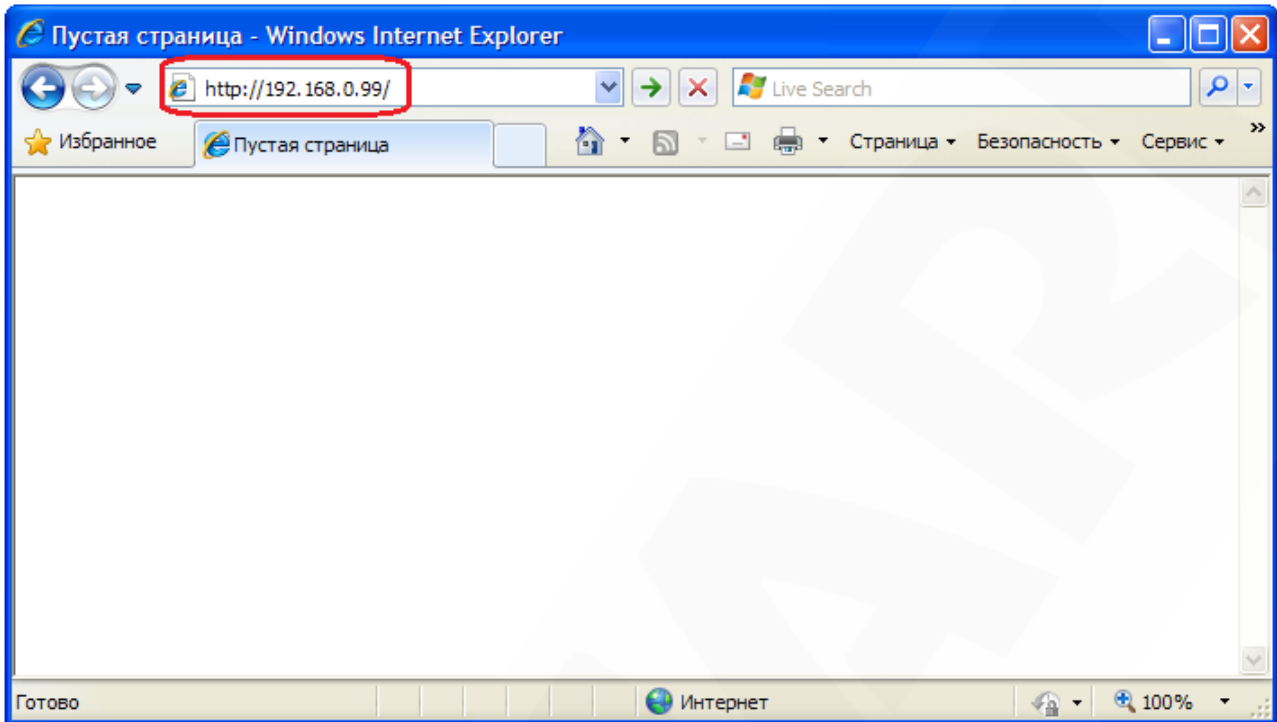 Пустая страница - Windows Internet Explorer
http://192.168.0.99/
Live Search
Избранное
Пустая страница
Страница
Безопасность
Сервис
Готово
Интернет
100%